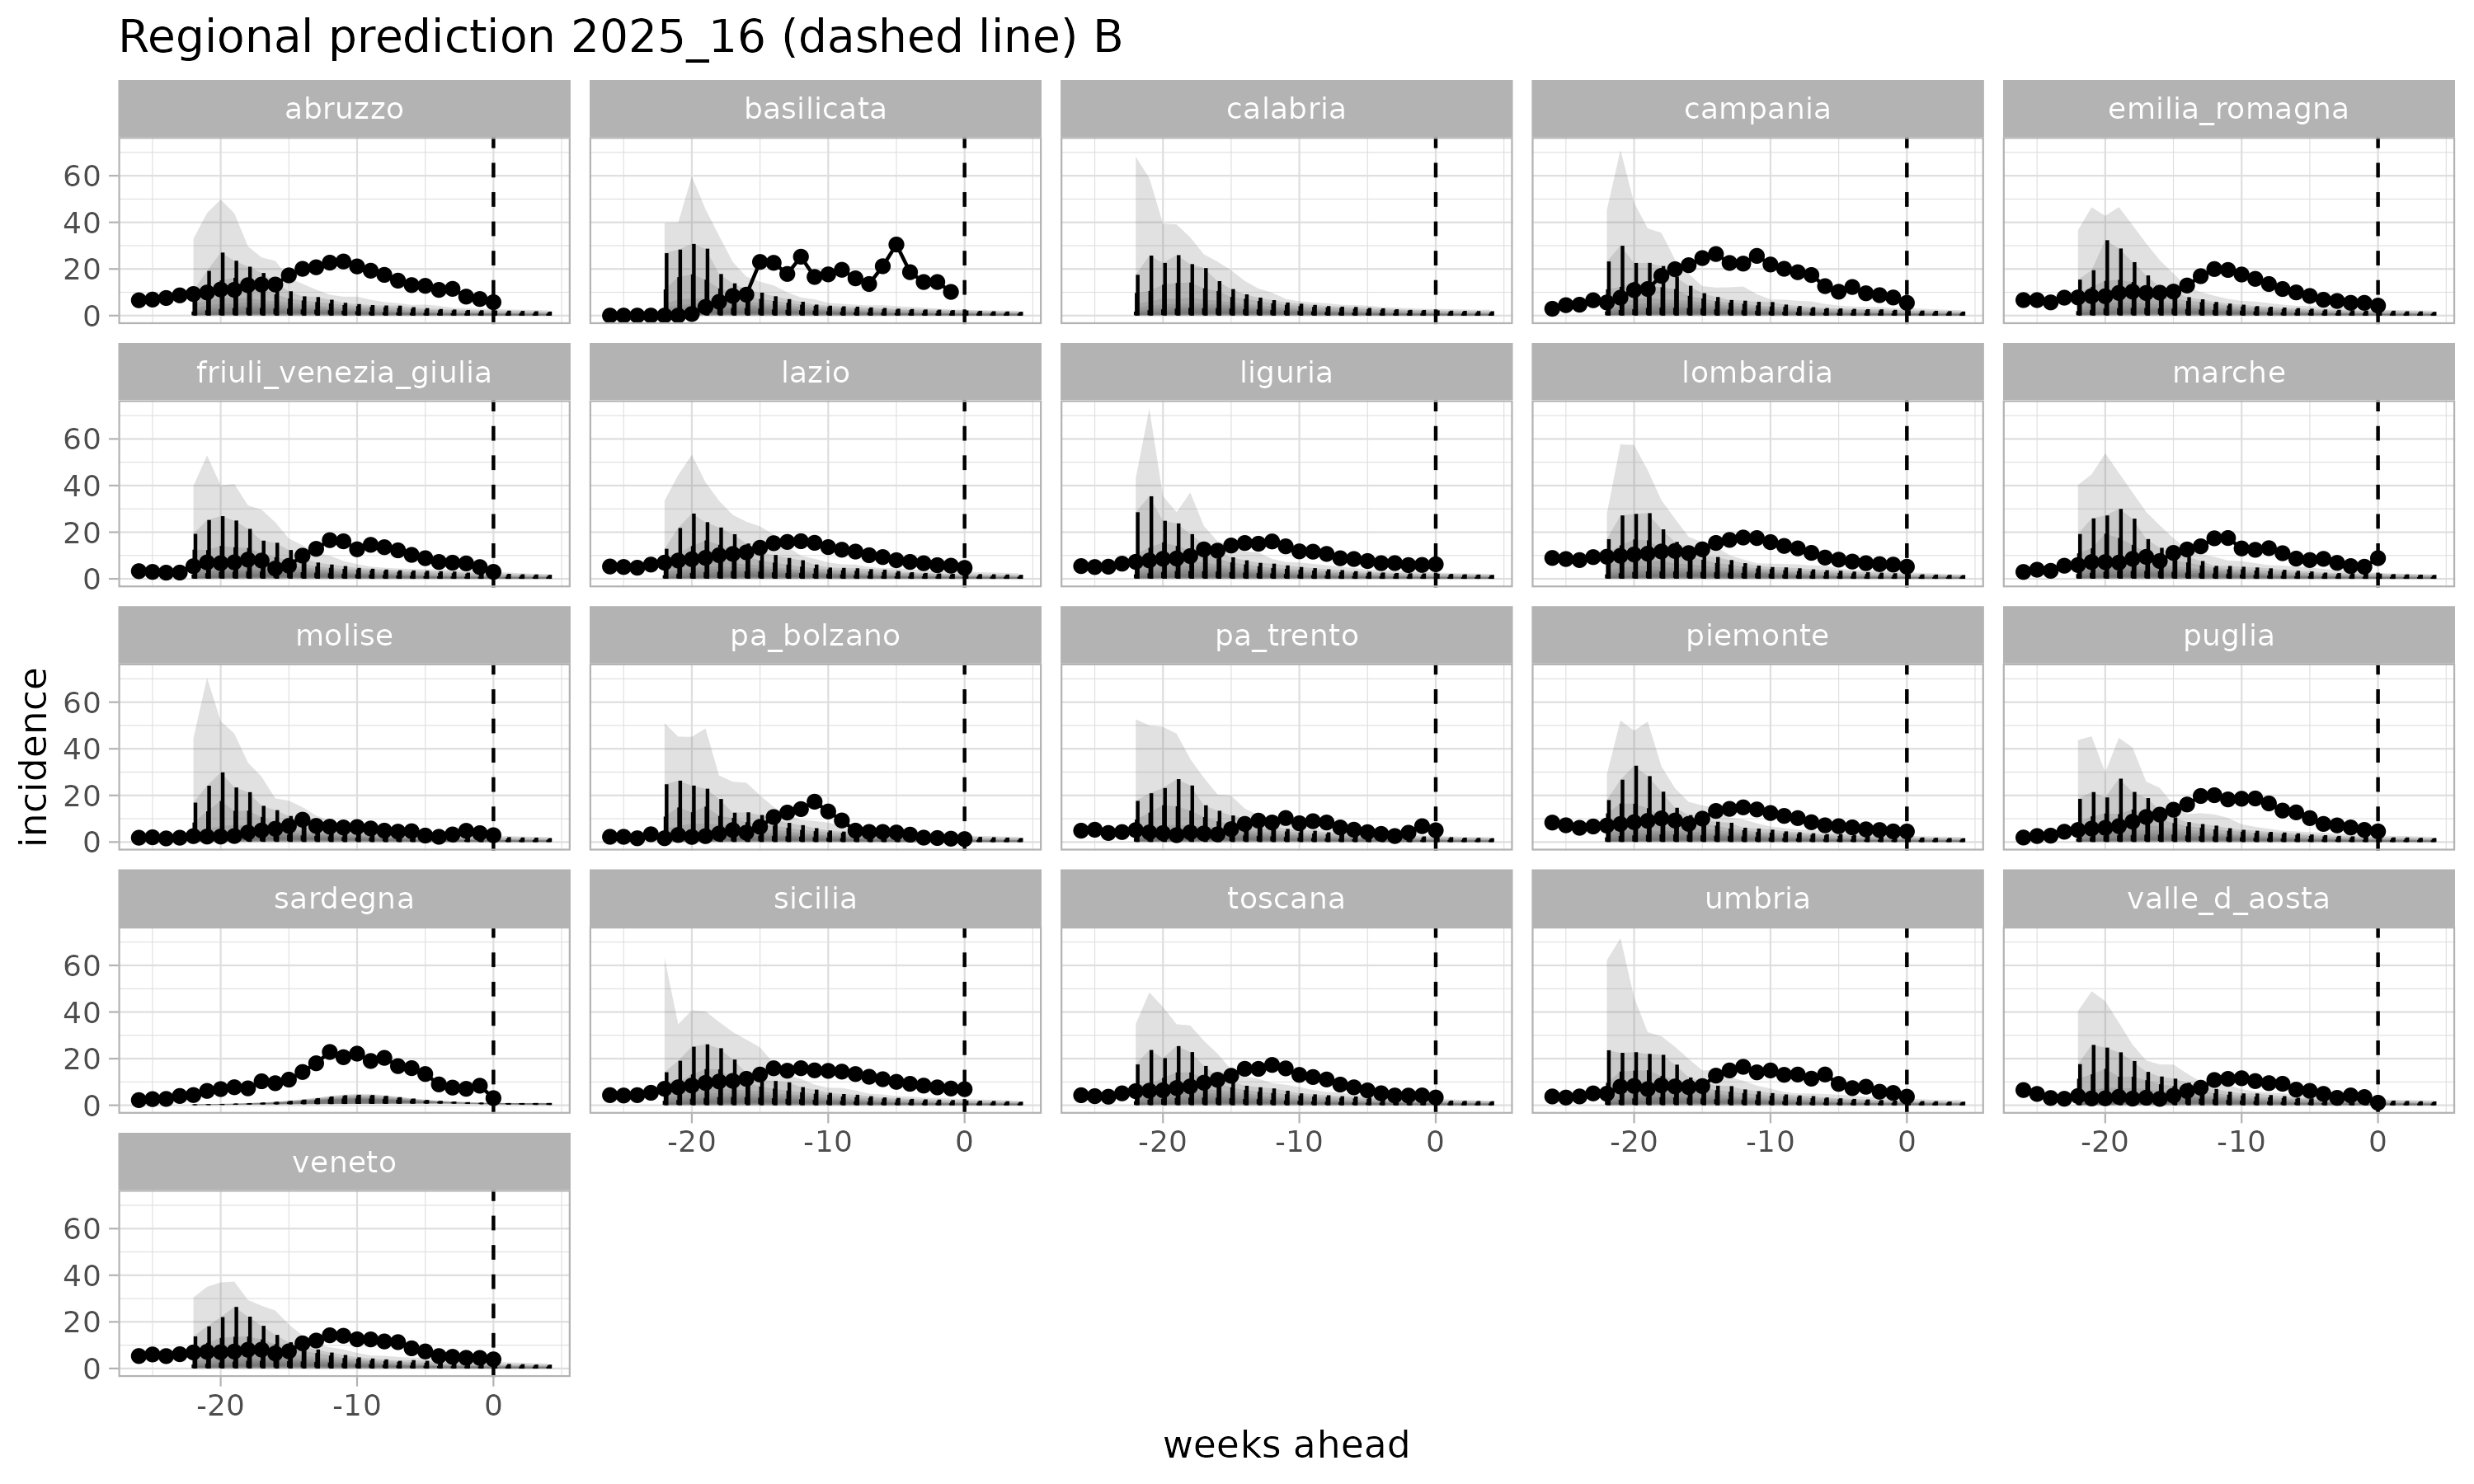 Regional prediction 2025_16 (dashed line) B
abruzzo basilicata calabria campania emilia_romagna
60
40
20
0
friuli_venezia_giulia lazio liguria lombardia marche
60
40
20
0
molise pa_bolzano pa_trento piemonte puglia
60
40
20
0
incidence
sardegna sicilia toscana umbria valle_d_aosta
60
40
20
0
-20 -10 0 -20 -10 0 -20 -10 0 -20 -10 0
veneto
60
40
20
0
-20 -10 0
weeks ahead